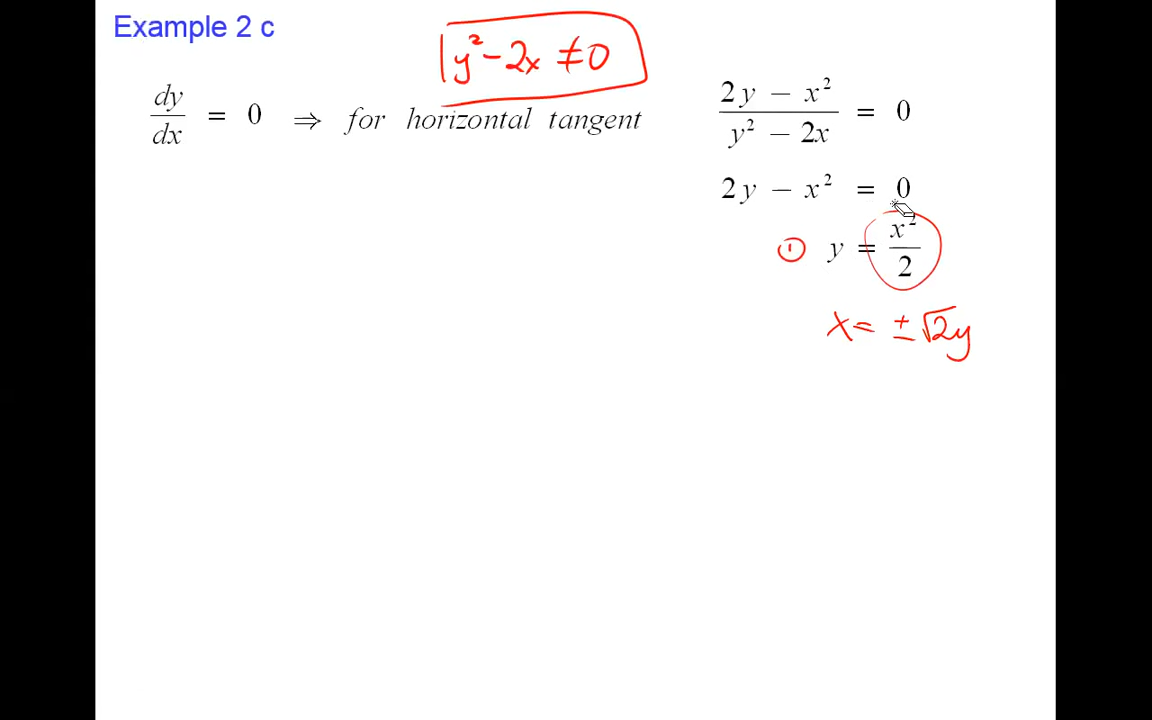 Example 2 c
y² - 2x ≠ 0
dy/dx = 0 ⇒ for horizontal tangent
(2y - x²)/(y² - 2x) = 0
2y - x² = 0
① y = x²/2
x = ± √2y